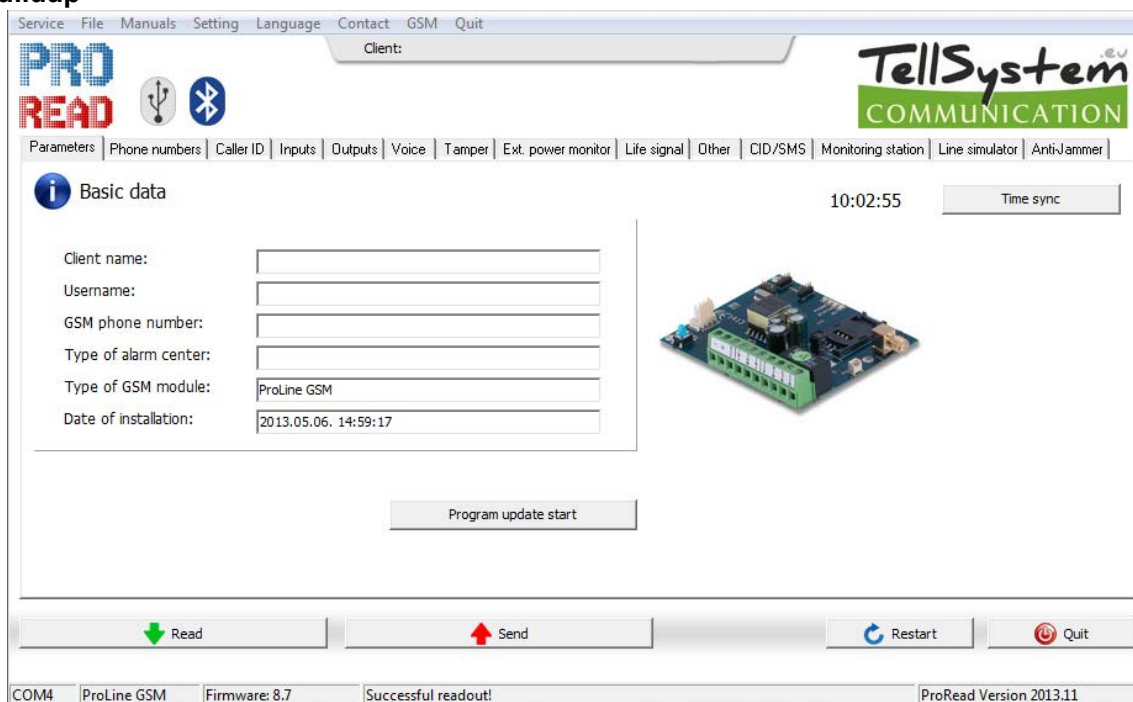 Service File Manuals Setting Language Contact GSM Quit
Client:
PRO
READ
TellSystem.eu
COMMUNICATION
Parameters Phone numbers Caller ID Inputs Outputs Voice Tamper Ext. power monitor Life signal Other CID/SMS Monitoring station Line simulator Anti-Jammer
Basic data
10:02:55
Time sync
Client name:
Username:
GSM phone number:
Type of alarm center:
Type of GSM module: ProLine GSM
Date of installation: 2013.05.06. 14:59:17
Program update start
Read
Send
Restart
Quit
COM4 ProLine GSM Firmware: 8.7 Successful readout! ProRead Version 2013.11